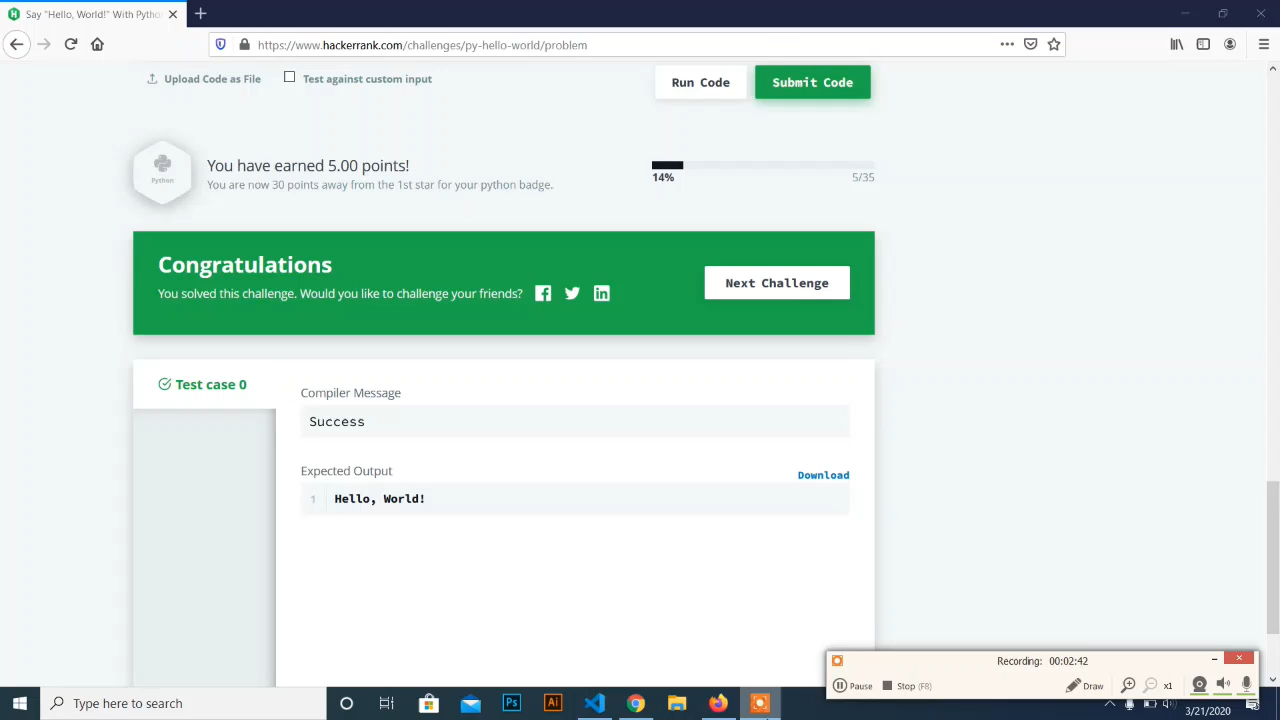 Say "Hello, World!" With Pytho
https://www.hackerrank.com/challenges/py-hello-world/problem
Upload Code as File
Test against custom input
Run Code
Submit Code
Python
You have earned 5.00 points!
You are now 30 points away from the 1st star for your python badge.
14%
5/35
Congratulations
You solved this challenge. Would you like to challenge your friends?
Next Challenge
Test case 0
Compiler Message
Success
Expected Output
Download
1
Hello, World!
Recording: 00:02:42
Pause
Stop (F8)
Draw
x1
Type here to search
Ps
Ai
3/21/2020